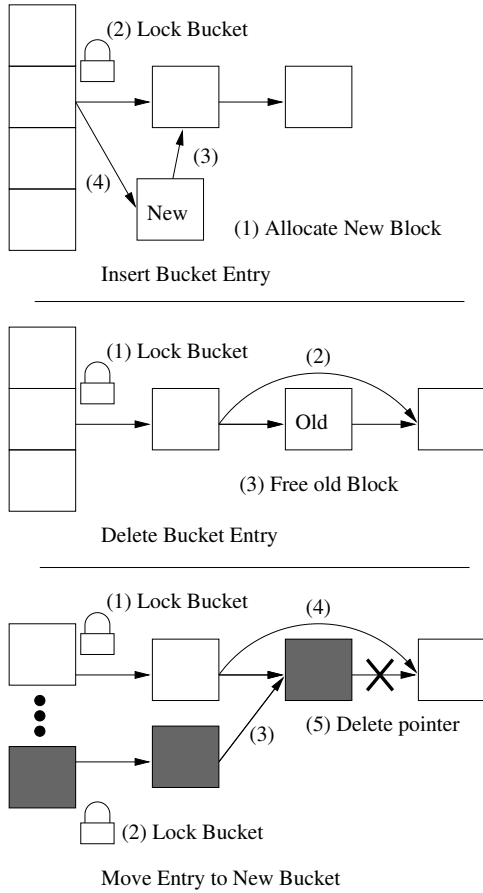 (2) Lock Bucket
(3)
(4)
New
(1) Allocate New Block
Insert Bucket Entry
(1) Lock Bucket
(2)
Old
(3) Free old Block
Delete Bucket Entry
(1) Lock Bucket
(4)
(3)
(5) Delete pointer
(2) Lock Bucket
Move Entry to New Bucket